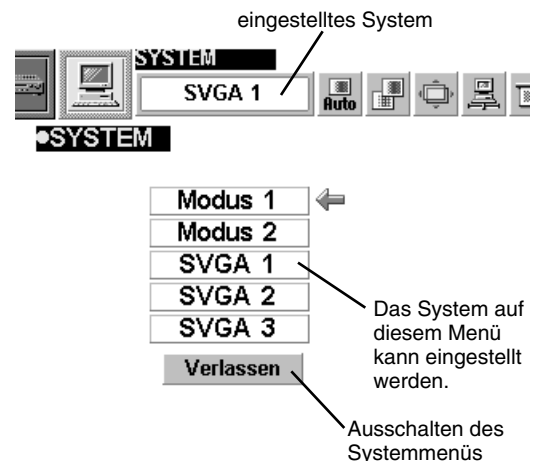 eingestelltes System
SYSTEM
SVGA 1
Auto
●SYSTEM
Modus 1
Modus 2
SVGA 1
SVGA 2
SVGA 3
Verlassen
Das System auf
diesem Menü
kann eingestellt
werden.
Ausschalten des
Systemmenüs